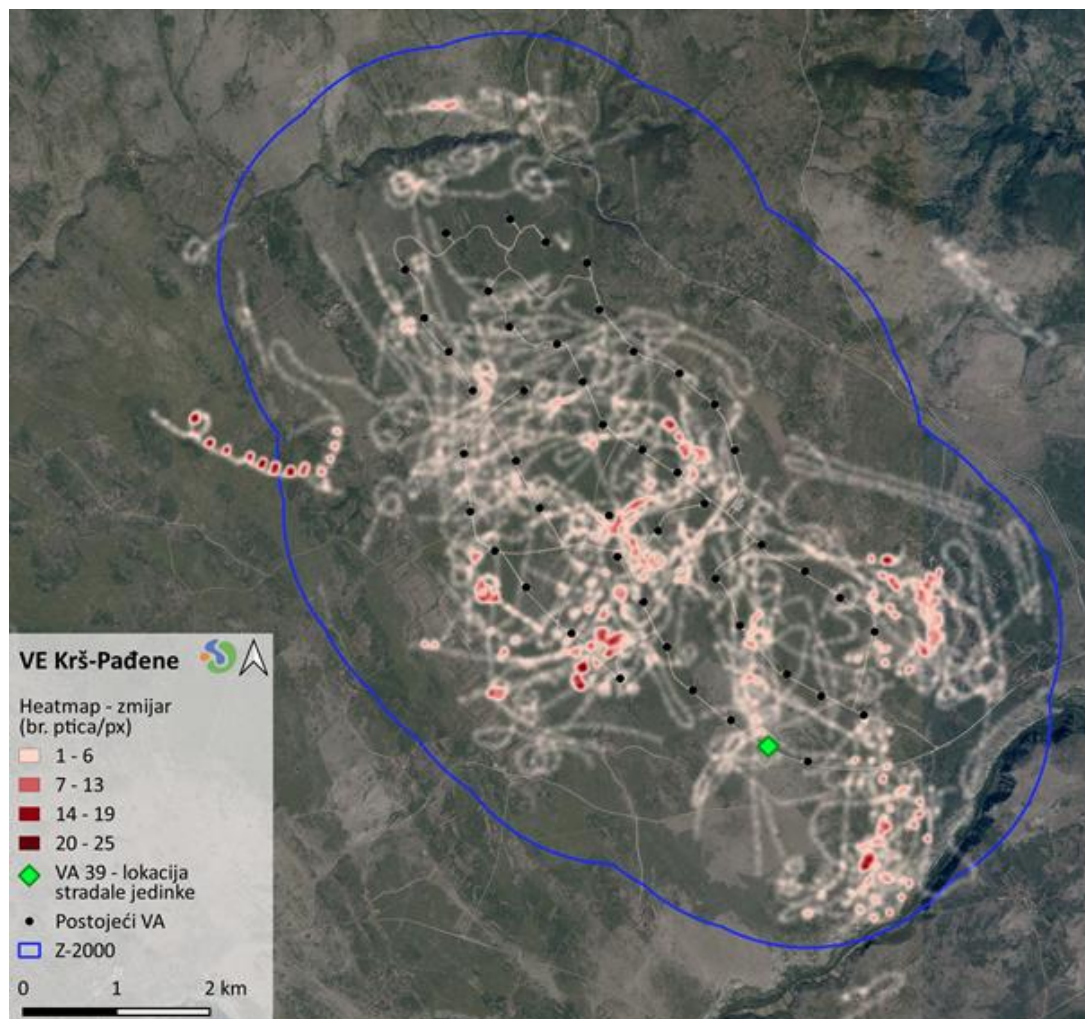 VE Krš-Pađene
Heatmap - zmijar
(br. ptica/px)
1 - 6
7 - 13
14 - 19
20 - 25
VA 39 - lokacija
stradale jedinke
Postojeći VA
Z-2000
0 1 2 km